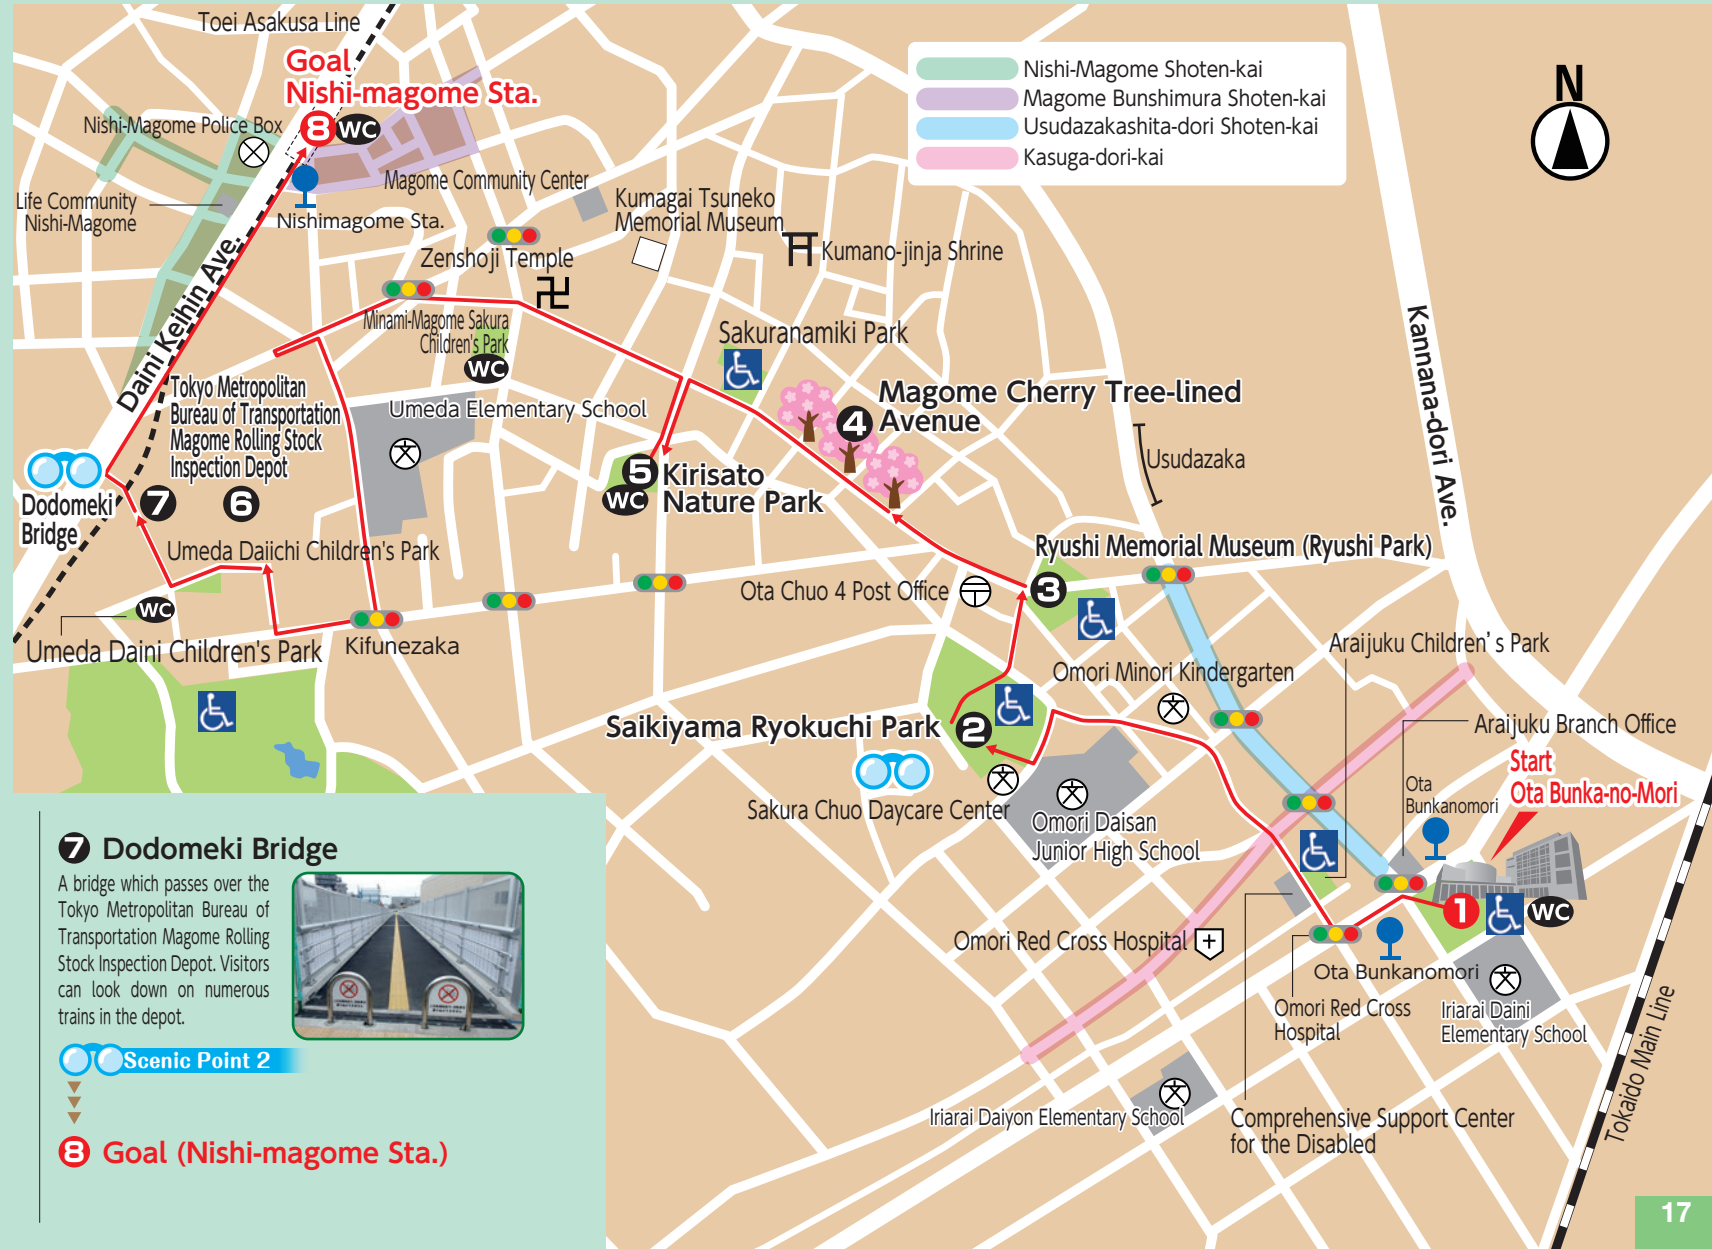 Toei Asakusa Line
Goal
Nishi-magome Sta.
8
WC
Nishi-Magome Police Box
Life Community
Nishi-Magome
Nishimagome Sta.
Magome Community Center
Zenshoji Temple
Kumagai Tsuneko
Memorial Museum
Kumano-jinja Shrine
Nishi-Magome Shoten-kai
Magome Bunshimura Shoten-kai
Usudazakashita-dori Shoten-kai
Kasuga-dori-kai
N
Daini Keihin Ave.
Minami-Magome Sakura
Children's Park
WC
Sakuranamiki Park
Kannana-dori Ave.
Tokyo Metropolitan
Bureau of Transportation
Magome Rolling Stock
Inspection Depot
6
Umeda Elementary School
4
Magome Cherry Tree-lined
Avenue
Usudazaka
Dodomeki
Bridge
7
5
WC
Kirisato
Nature Park
Umeda Daiichi Children's Park
WC
Umeda Daini Children's Park
Kifunezaka
Ryushi Memorial Museum (Ryushi Park)
3
Ota Chuo 4 Post Office
Omori Minori Kindergarten
Araijuku Children's Park
Saikiyama Ryokuchi Park
2
Araijuku Branch Office
Start
Ota Bunka-no-Mori
Ota
Bunkanomori
Sakura Chuo Daycare Center
Omori Daisan
Junior High School
1
WC
Omori Red Cross Hospital
Ota Bunkanomori
Omori Red Cross
Hospital
Iriarai Daini
Elementary School
Iriarai Daiyon Elementary School
Comprehensive Support Center
for the Disabled
Tokaido Main Line
7 Dodomeki Bridge
A bridge which passes over the
Tokyo Metropolitan Bureau of
Transportation Magome Rolling
Stock Inspection Depot. Visitors
can look down on numerous
trains in the depot.
Scenic Point 2
8 Goal (Nishi-magome Sta.)
17